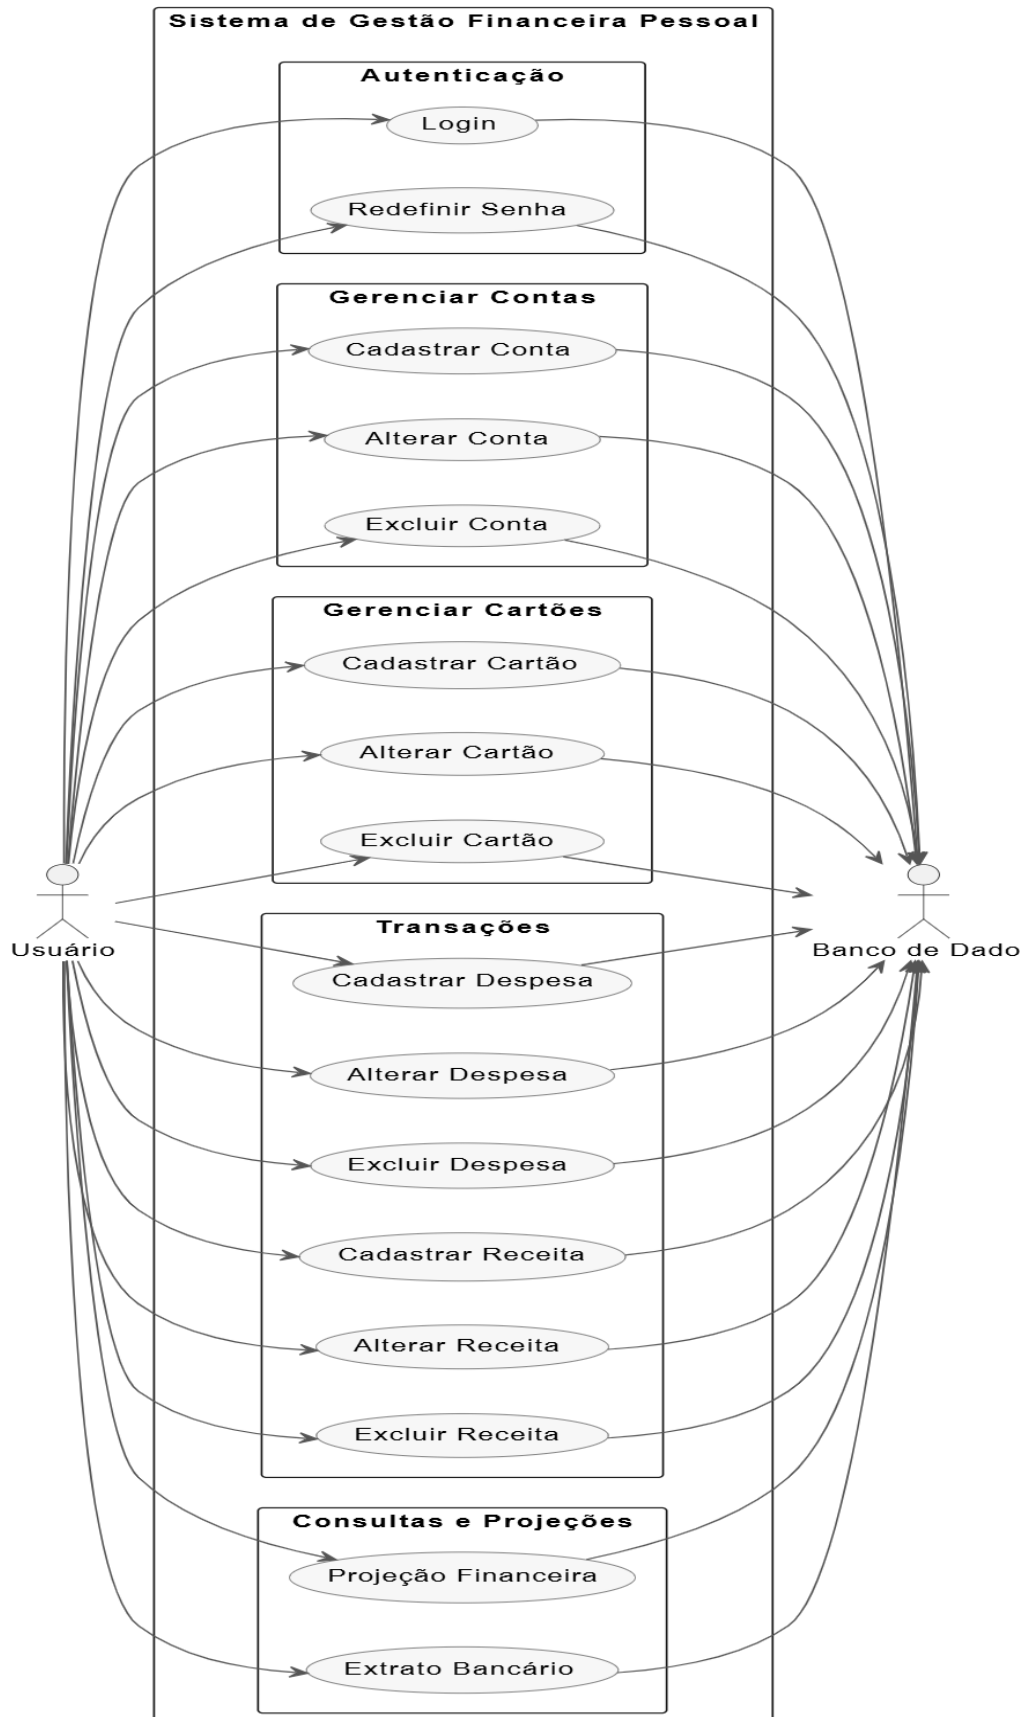 Sistema de Gestão Financeira Pessoal
Autenticação
Login
Redefinir Senha
Gerenciar Contas
Cadastrar Conta
Alterar Conta
Excluir Conta
Gerenciar Cartões
Cadastrar Cartão
Alterar Cartão
Excluir Cartão
Usuário
Banco de Dado
Transações
Cadastrar Despesa
Alterar Despesa
Excluir Despesa
Cadastrar Receita
Alterar Receita
Excluir Receita
Consultas e Projeções
Projeção Financeira
Extrato Bancário